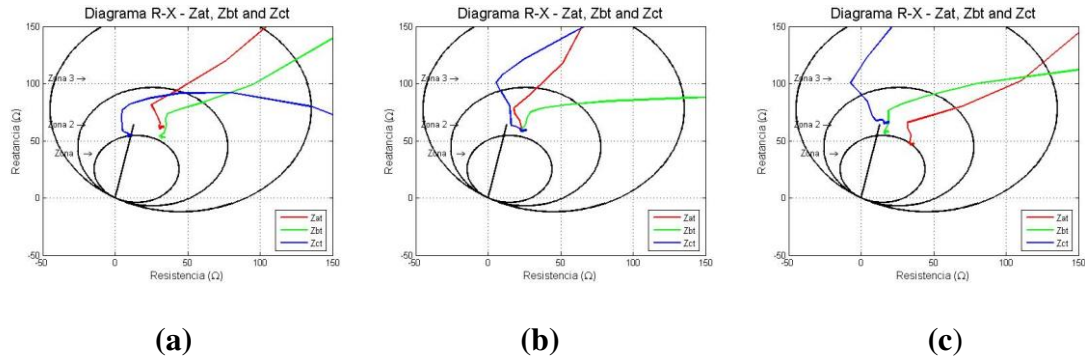 Diagrama R-X - Zat, Zbt and Zct
150
100
50
0
-50
Reatancia (Ω)
Zona 3 →
Zona 2 →
Zona →
-50 0 50 100 150
Resistencia (Ω)
Zat
Zbt
Zct
(a)
Diagrama R-X - Zat, Zbt and Zct
150
100
50
0
-50
Reatancia (Ω)
Zona 3 →
Zona 2 →
Zona →
-50 0 50 100 150
Resistencia (Ω)
Zat
Zbt
Zct
(b)
Diagrama R-X - Zat, Zbt and Zct
150
100
50
0
-50
Reatancia (Ω)
Zona 3 →
Zona 2 →
Zona →
-50 0 50 100 150
Resistencia (Ω)
Zat
Zbt
Zct
(c)